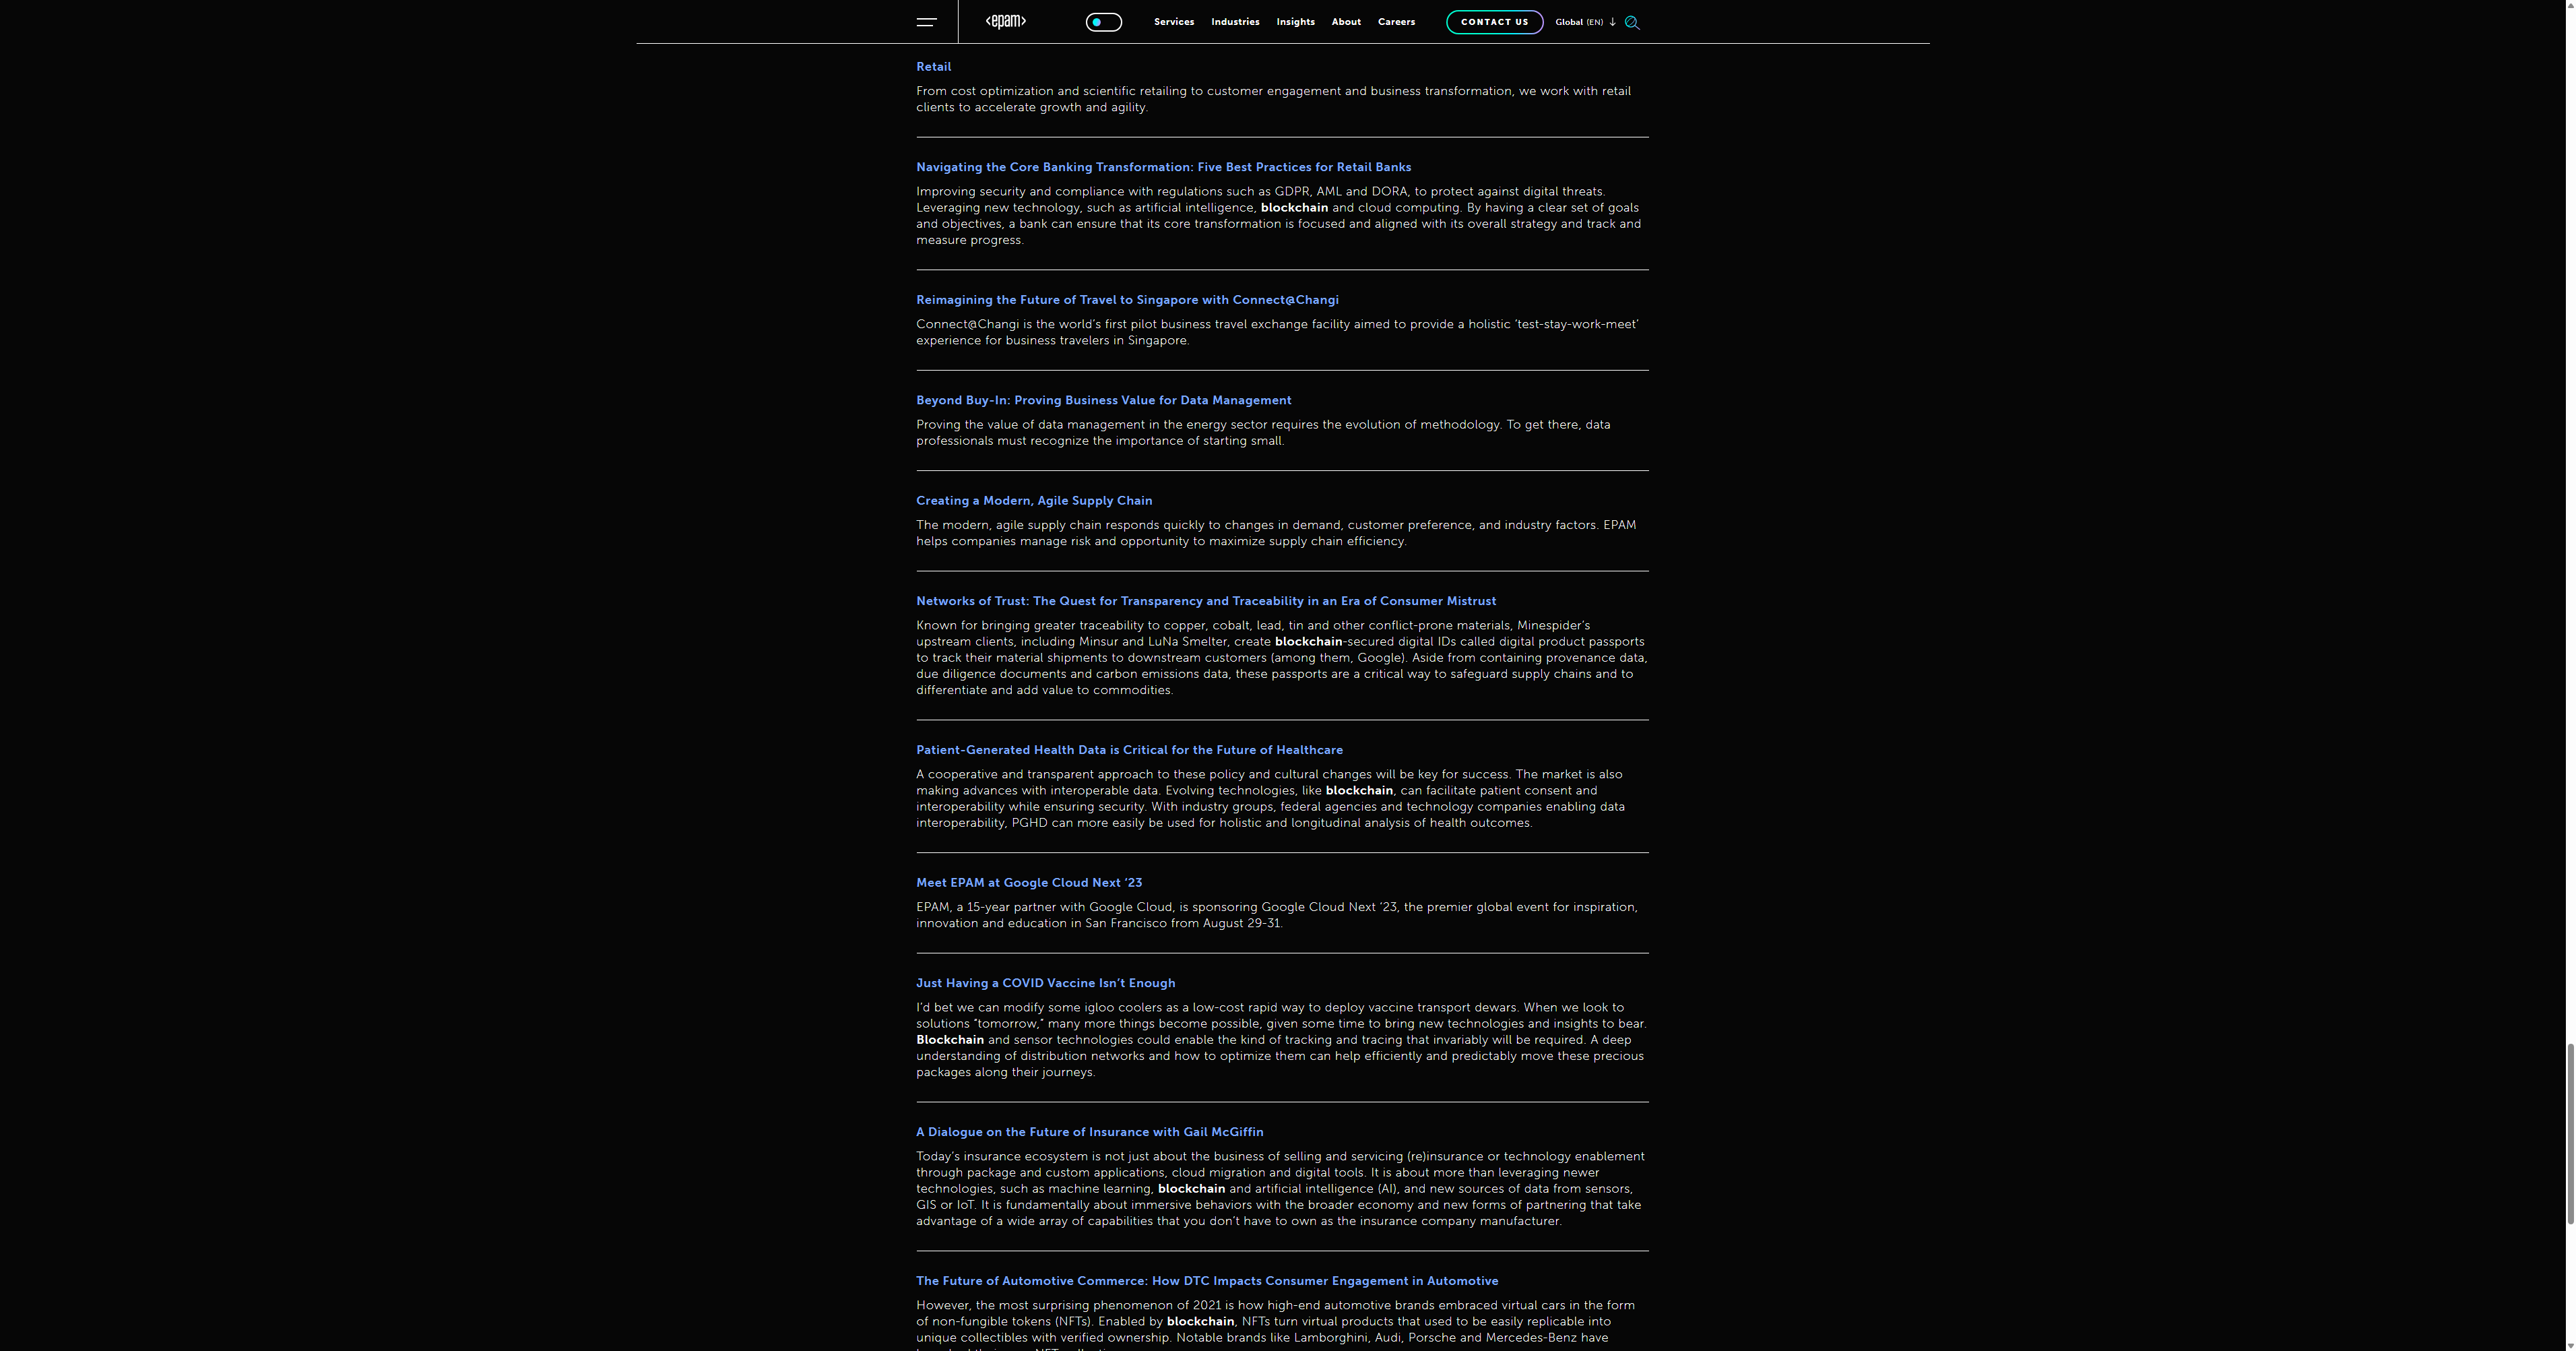 <epam>
Services
Industries
Insights
About
Careers
CONTACT US
Global (EN)
Retail
From cost optimization and scientific retailing to customer engagement and business transformation, we work with retail
clients to accelerate growth and agility.
Navigating the Core Banking Transformation: Five Best Practices for Retail Banks
Improving security and compliance with regulations such as GDPR, AML and DORA, to protect against digital threats.
Leveraging new technology, such as artificial intelligence, blockchain and cloud computing. By having a clear set of goals
and objectives, a bank can ensure that its core transformation is focused and aligned with its overall strategy and track and
measure progress.
Reimagining the Future of Travel to Singapore with Connect@Changi
Connect@Changi is the world’s first pilot business travel exchange facility aimed to provide a holistic ‘test-stay-work-meet’
experience for business travelers in Singapore.
Beyond Buy-In: Proving Business Value for Data Management
Proving the value of data management in the energy sector requires the evolution of methodology. To get there, data
professionals must recognize the importance of starting small.
Creating a Modern, Agile Supply Chain
The modern, agile supply chain responds quickly to changes in demand, customer preference, and industry factors. EPAM
helps companies manage risk and opportunity to maximize supply chain efficiency.
Networks of Trust: The Quest for Transparency and Traceability in an Era of Consumer Mistrust
Known for bringing greater traceability to copper, cobalt, lead, tin and other conflict-prone materials, Minespider’s
upstream clients, including Minsur and LuNa Smelter, create blockchain-secured digital IDs called digital product passports
to track their material shipments to downstream customers (among them, Google). Aside from containing provenance data,
due diligence documents and carbon emissions data, these passports are a critical way to safeguard supply chains and to
differentiate and add value to commodities.
Patient-Generated Health Data is Critical for the Future of Healthcare
A cooperative and transparent approach to these policy and cultural changes will be key for success. The market is also
making advances with interoperable data. Evolving technologies, like blockchain, can facilitate patient consent and
interoperability while ensuring security. With industry groups, federal agencies and technology companies enabling data
interoperability, PGHD can more easily be used for holistic and longitudinal analysis of health outcomes.
Meet EPAM at Google Cloud Next ‘23
EPAM, a 15-year partner with Google Cloud, is sponsoring Google Cloud Next ‘23, the premier global event for inspiration,
innovation and education in San Francisco from August 29-31.
Just Having a COVID Vaccine Isn’t Enough
I’d bet we can modify some igloo coolers as a low-cost rapid way to deploy vaccine transport dewars. When we look to
solutions “tomorrow,” many more things become possible, given some time to bring new technologies and insights to bear.
Blockchain and sensor technologies could enable the kind of tracking and tracing that invariably will be required. A deep
understanding of distribution networks and how to optimize them can help efficiently and predictably move these precious
packages along their journeys.
A Dialogue on the Future of Insurance with Gail McGiffin
Today’s insurance ecosystem is not just about the business of selling and servicing (re)insurance or technology enablement
through package and custom applications, cloud migration and digital tools. It is about more than leveraging newer
technologies, such as machine learning, blockchain and artificial intelligence (AI), and new sources of data from sensors,
GIS or IoT. It is fundamentally about immersive behaviors with the broader economy and new forms of partnering that take
advantage of a wide array of capabilities that you don’t have to own as the insurance company manufacturer.
The Future of Automotive Commerce: How DTC Impacts Consumer Engagement in Automotive
However, the most surprising phenomenon of 2021 is how high-end automotive brands embraced virtual cars in the form
of non-fungible tokens (NFTs). Enabled by blockchain, NFTs turn virtual products that used to be easily replicable into
unique collectibles with verified ownership. Notable brands like Lamborghini, Audi, Porsche and Mercedes-Benz have